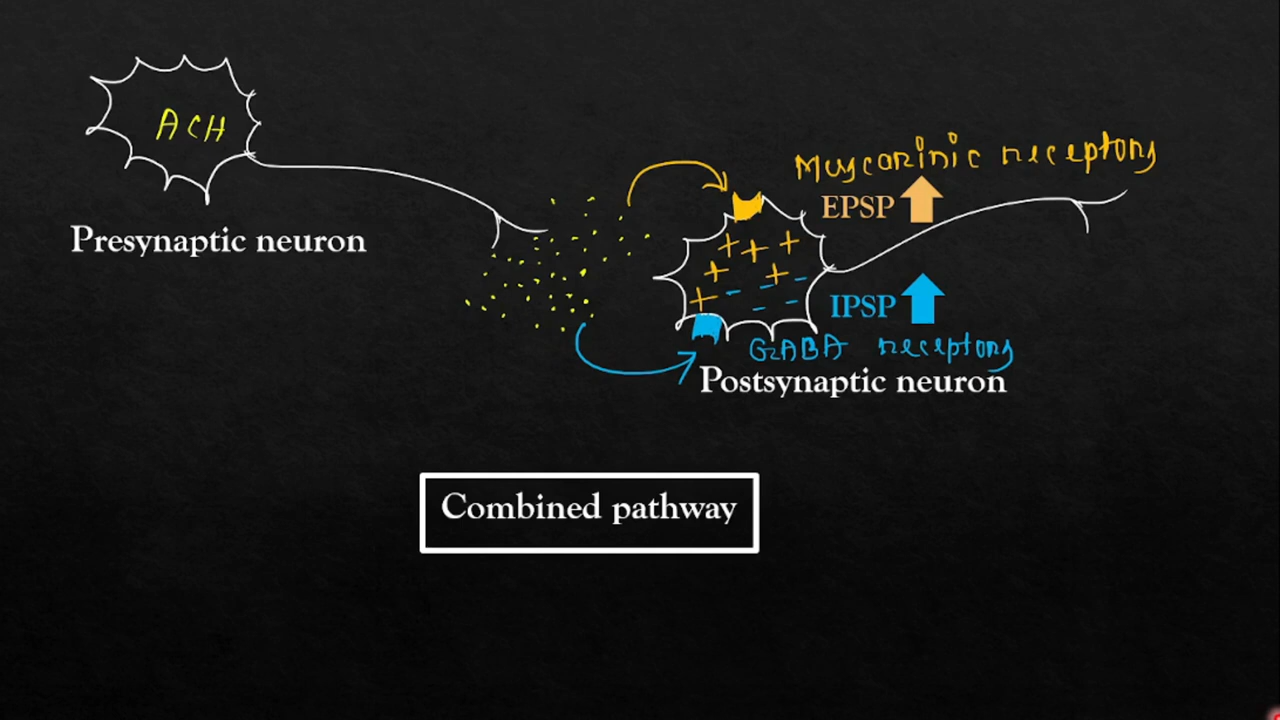 ACH
Presynaptic neuron
Muscarinic receptors
EPSP
IPSP
GABA receptors
Postsynaptic neuron
Combined pathway